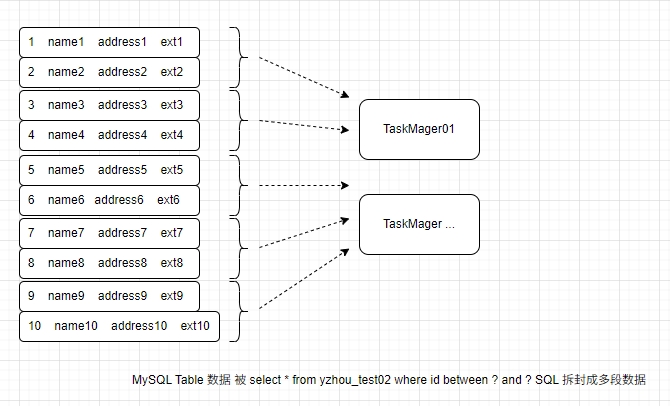 1 name1 address1 ext1
2 name2 address2 ext2
3 name3 address3 ext3
4 name4 address4 ext4
5 name5 address5 ext5
6 name6 address6 ext6
7 name7 address7 ext7
8 name8 address8 ext8
9 name9 address9 ext9
10 name10 address10 ext10
TaskMager01
TaskMager ...
MySQL Table 数据 被 select * from yzhou_test02 where id between ? and ? SQL 拆封成多段数据